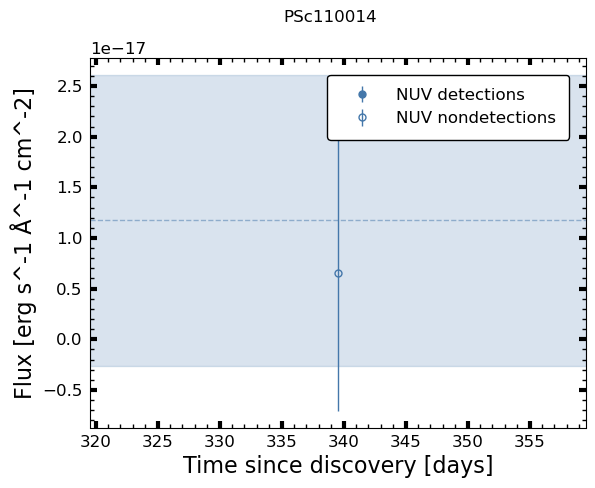 PSc110014
1e−17
NUV detections
NUV nondetections
2.5
2.0
1.5
1.0
0.5
0.0
−0.5
Flux [erg s^-1 Å^-1 cm^-2]
320
325
330
335
340
345
350
355
Time since discovery [days]